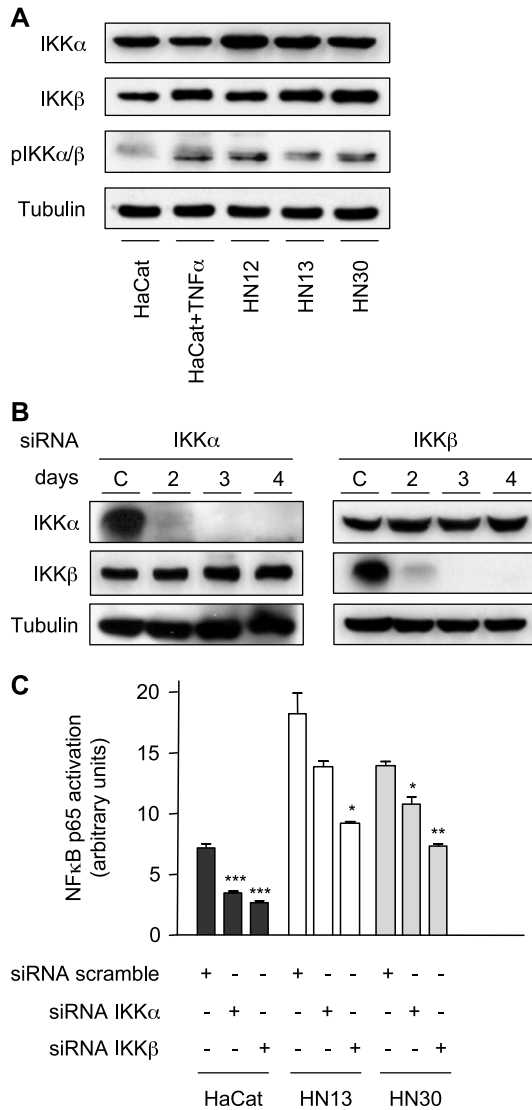 A
IKKα
IKKβ
pIKKα/β
Tubulin
HaCat
HaCat+TNFα
HN12
HN13
HN30
B
siRNA IKKα IKKβ
days C 2 3 4 C 2 3 4
IKKα
IKKβ
Tubulin
C
NFκB p65 activation
(arbitrary units)
20
15
10
5
0
*** *** * * **
siRNA scramble + - - + - - + - -
siRNA IKKα - + - - + - - + -
siRNA IKKβ - - + - - + - - +
HaCat HN13 HN30